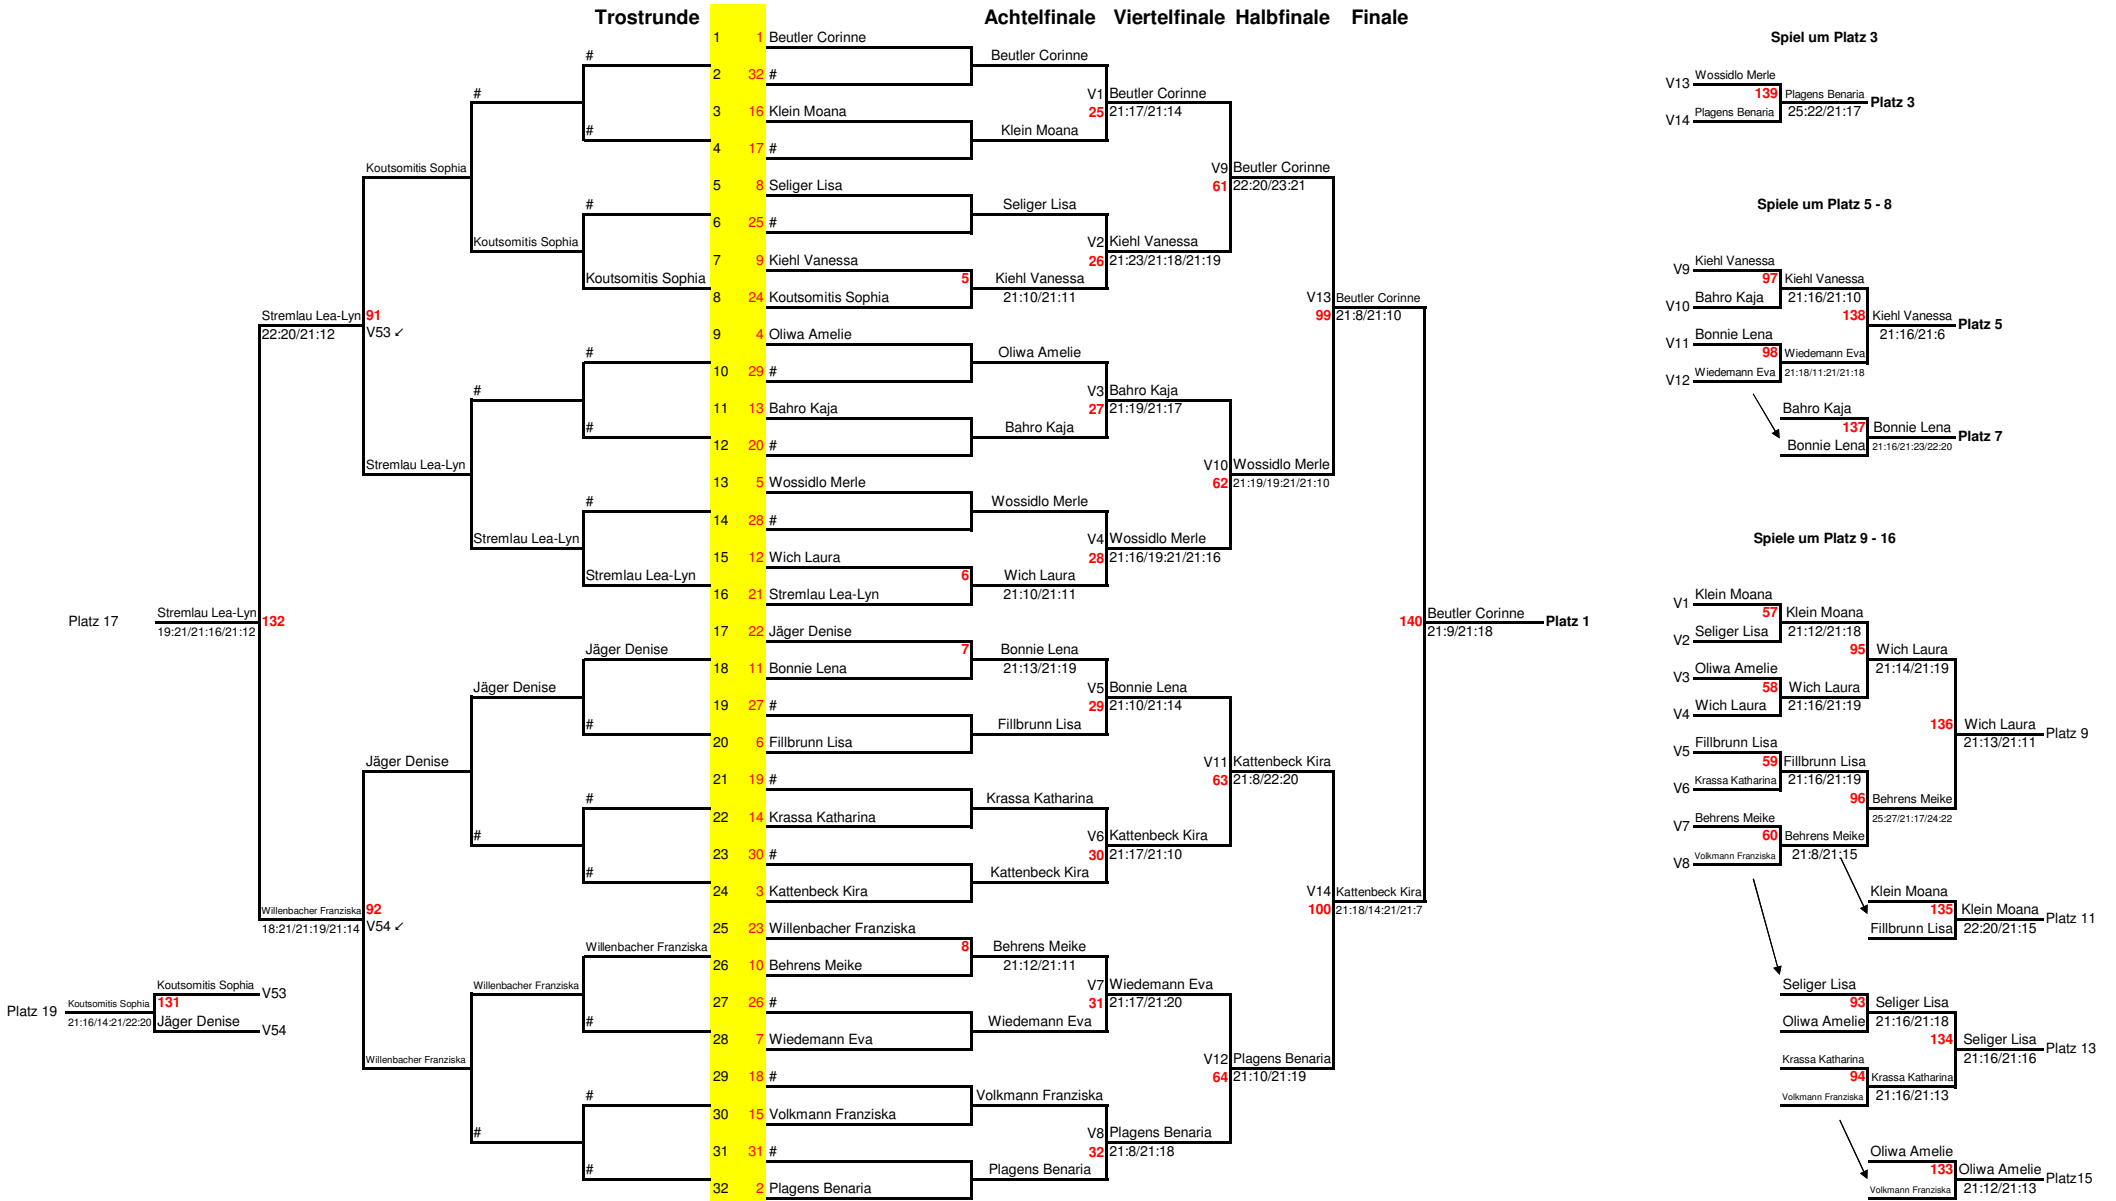 Trostrunde Achtelfinale Viertelfinale Halbfinale Finale
1 1 Beutler Corinne
2 32 #
3 16 Klein Moana
4 17 #
5 8 Seliger Lisa
6 25 #
7 9 Kiehl Vanessa
5
8 24 Koutsomitis Sophia
9 4 Oliwa Amelie
10 29 #
11 13 Bahro Kaja
12 20 #
13 5 Wossidlo Merle
14 28 #
15 12 Wich Laura
6
16 21 Stremlau Lea-Lyn
17 22 Jäger Denise
7
18 11 Bonnie Lena
19 27 #
20 6 Fillbrunn Lisa
21 19 #
22 14 Krassa Katharina
23 30 #
24 3 Kattenbeck Kira
25 23 Willenbacher Franziska
8
26 10 Behrens Meike
27 26 #
28 7 Wiedemann Eva
29 18 #
30 15 Volkmann Franziska
31 31 #
32 2 Plagens Benaria
#
#
#
Koutsomitis Sophia
#
#
#
Stremlau Lea-Lyn
Jäger Denise
#
#
#
Willenbacher Franziska
#
#
#
#
Koutsomitis Sophia
#
Stremlau Lea-Lyn
Jäger Denise
#
Willenbacher Franziska
#
Koutsomitis Sophia
91
V53 ↙
Stremlau Lea-Lyn
Jäger Denise
92
V54 ↙
Willenbacher Franziska
Stremlau Lea-Lyn
22:20/21:12
132
Willenbacher Franziska
18:21/21:19/21:14
Platz 17
Stremlau Lea-Lyn
19:21/21:16/21:12
Koutsomitis Sophia V53
131
Jäger Denise V54
Platz 19
Koutsomitis Sophia
21:16/14:21/22:20
Beutler Corinne
Klein Moana
Seliger Lisa
Kiehl Vanessa
21:10/21:11
Oliwa Amelie
Bahro Kaja
Wossidlo Merle
Wich Laura
21:10/21:11
Bonnie Lena
21:13/21:19
Fillbrunn Lisa
Krassa Katharina
Kattenbeck Kira
Behrens Meike
21:12/21:11
Wiedemann Eva
Volkmann Franziska
Plagens Benaria
V1 Beutler Corinne
25 21:17/21:14
V2 Kiehl Vanessa
26 21:23/21:18/21:19
V3 Bahro Kaja
27 21:19/21:17
V4 Wossidlo Merle
28 21:16/19:21/21:16
V5 Bonnie Lena
29 21:10/21:14
V6 Kattenbeck Kira
30 21:17/21:10
V7 Wiedemann Eva
31 21:17/21:20
V8 Plagens Benaria
32 21:8/21:18
V9 Beutler Corinne
61 22:20/23:21
V10 Wossidlo Merle
62 21:19/19:21/21:10
V11 Kattenbeck Kira
63 21:8/22:20
V12 Plagens Benaria
64 21:10/21:19
V13 Beutler Corinne
99 21:8/21:10
V14 Kattenbeck Kira
100 21:18/14:21/21:7
140 Beutler Corinne Platz 1
21:9/21:18
Spiel um Platz 3
V13 Wossidlo Merle
139 Plagens Benaria Platz 3
25:22/21:17
V14 Plagens Benaria
Spiele um Platz 5 - 8
V9 Kiehl Vanessa
97 Kiehl Vanessa
21:16/21:10
V10 Bahro Kaja
138 Kiehl Vanessa Platz 5
21:16/21:6
V11 Bonnie Lena
98 Wiedemann Eva
21:18/11:21/21:18
V12 Wiedemann Eva
Bahro Kaja
137 Bonnie Lena Platz 7
21:16/21:23/22:20
Bonnie Lena
Spiele um Platz 9 - 16
V1 Klein Moana
57 Klein Moana
21:12/21:18
V2 Seliger Lisa
95 Wich Laura
21:14/21:19
V3 Oliwa Amelie
58 Wich Laura
21:16/21:19
V4 Wich Laura
136 Wich Laura Platz 9
21:13/21:11
V5 Fillbrunn Lisa
59 Fillbrunn Lisa
21:16/21:19
V6 Krassa Katharina
96 Behrens Meike
25:27/21:17/24:22
V7 Behrens Meike
60 Behrens Meike
21:8/21:15
V8 Volkmann Franziska
Klein Moana
135 Klein Moana Platz 11
22:20/21:15
Fillbrunn Lisa
Seliger Lisa
93 Seliger Lisa
21:16/21:18
Oliwa Amelie
134 Seliger Lisa Platz 13
21:16/21:16
Krassa Katharina
94 Krassa Katharina
21:16/21:13
Volkmann Franziska
Oliwa Amelie
133 Oliwa Amelie Platz15
21:12/21:13
Volkmann Franziska